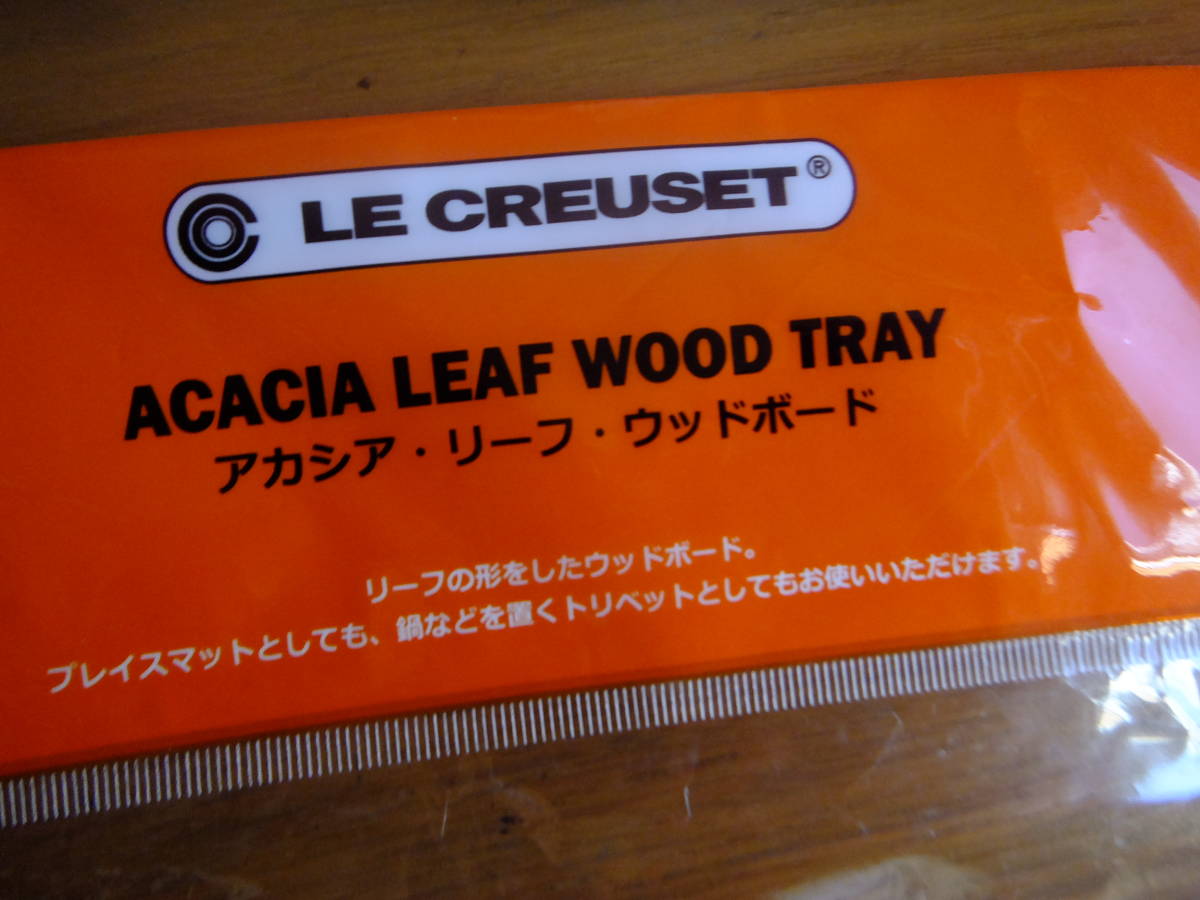 LE CREUSET®
ACACIA LEAF WOOD TRAY
アカシア・リーフ・ウッドボード
リーフの形をしたウッドボード。
プレイスマットとしても、鍋などを置くトリベットとしてもお使いいただけます。